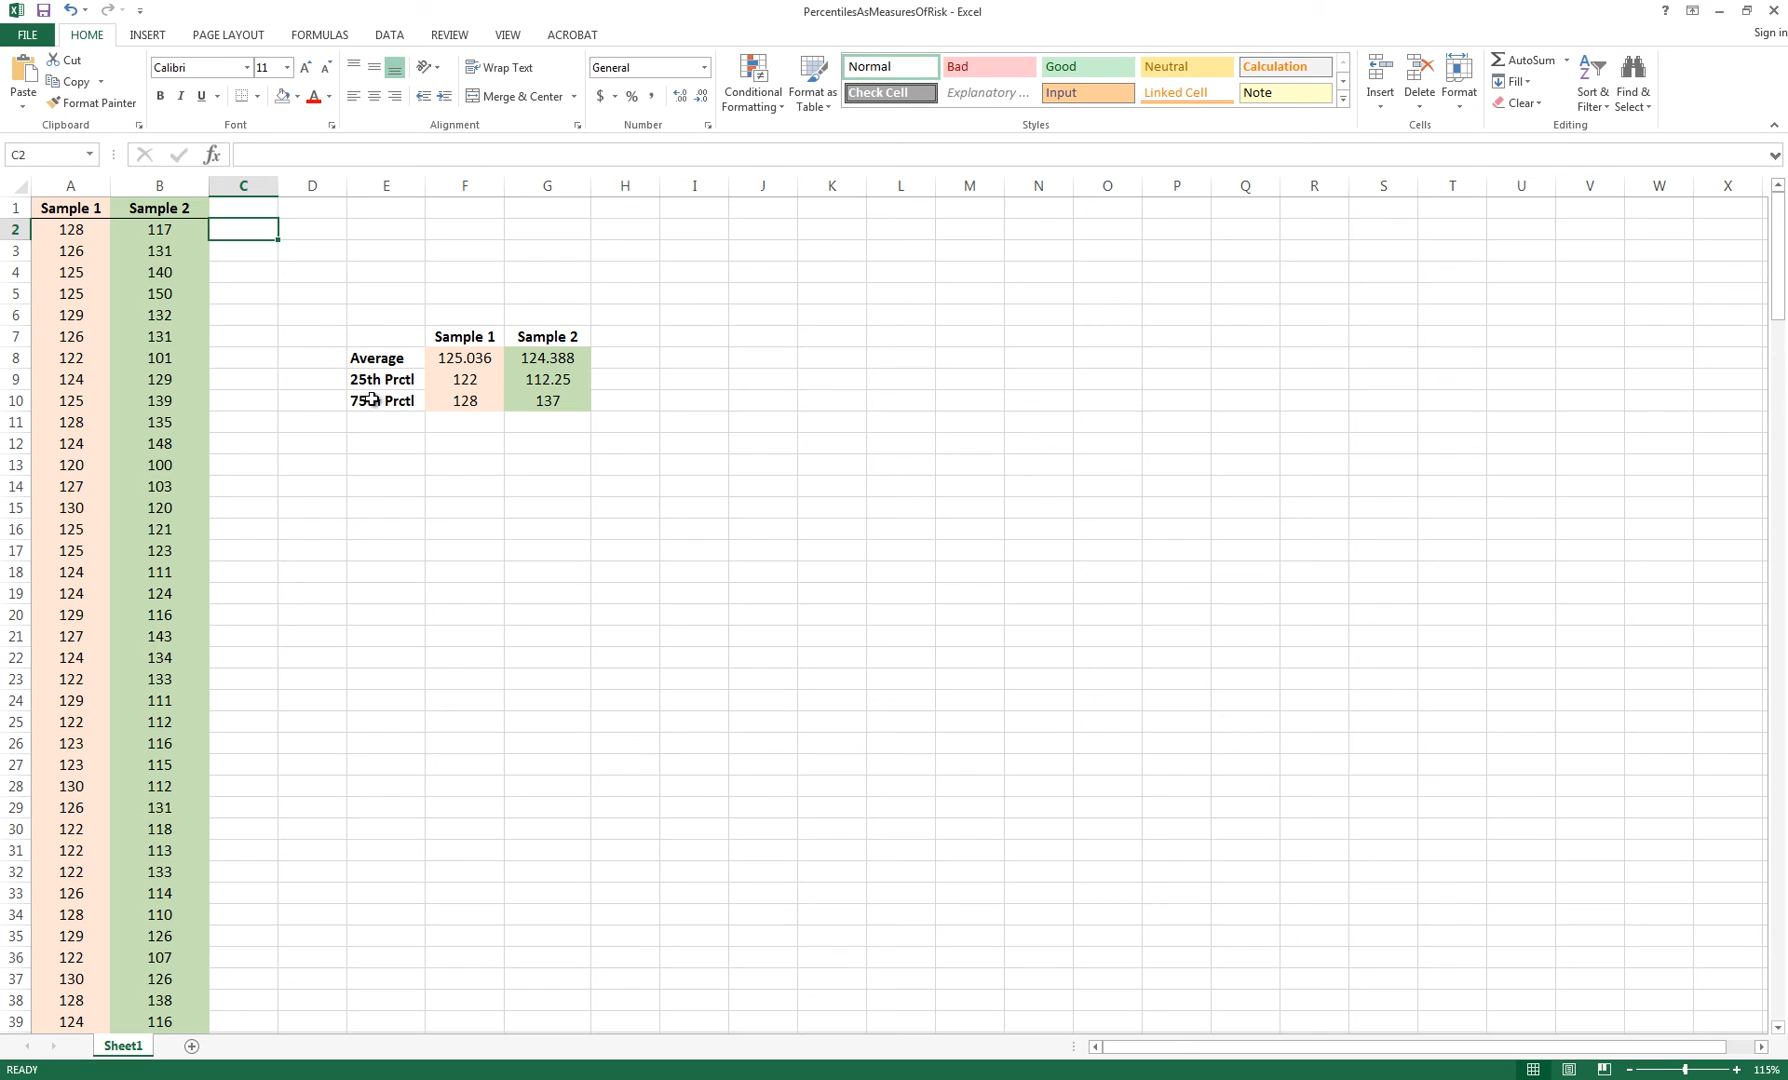 PercentilesAsMeasuresOfRisk - Excel
?
Sign in
FILE HOME INSERT PAGE LAYOUT FORMULAS DATA REVIEW VIEW ACROBAT
Paste
Cut
Copy
Format Painter
Clipboard
Calibri 11
B I U
Font
Wrap Text
Merge & Center
Alignment
General
$ % ,
Number
Conditional Formatting
Format as Table
Normal Bad Good Neutral Calculation
Check Cell Explanatory ... Input Linked Cell Note
Styles
Insert Delete Format
Cells
AutoSum
Fill
Clear
Sort & Filter
Find & Select
Editing
C2
fx
A B C D E F G H I J K L M N O P Q R S T U V W X
1 Sample 1 Sample 2
2 128 117
3 126 131
4 125 140
5 125 150
6 129 132
7 126 131 Sample 1 Sample 2
8 122 101 Average 125.036 124.388
9 124 129 25th Prctl 122 112.25
10 125 139 75th Prctl 128 137
11 128 135
12 124 148
13 120 100
14 127 103
15 130 120
16 125 121
17 125 123
18 124 111
19 124 124
20 129 116
21 127 143
22 124 134
23 122 133
24 129 111
25 122 112
26 123 116
27 123 115
28 130 112
29 126 131
30 122 118
31 122 113
32 122 133
33 126 114
34 128 110
35 129 126
36 122 107
37 130 126
38 128 138
39 124 116
Sheet1
READY
115%